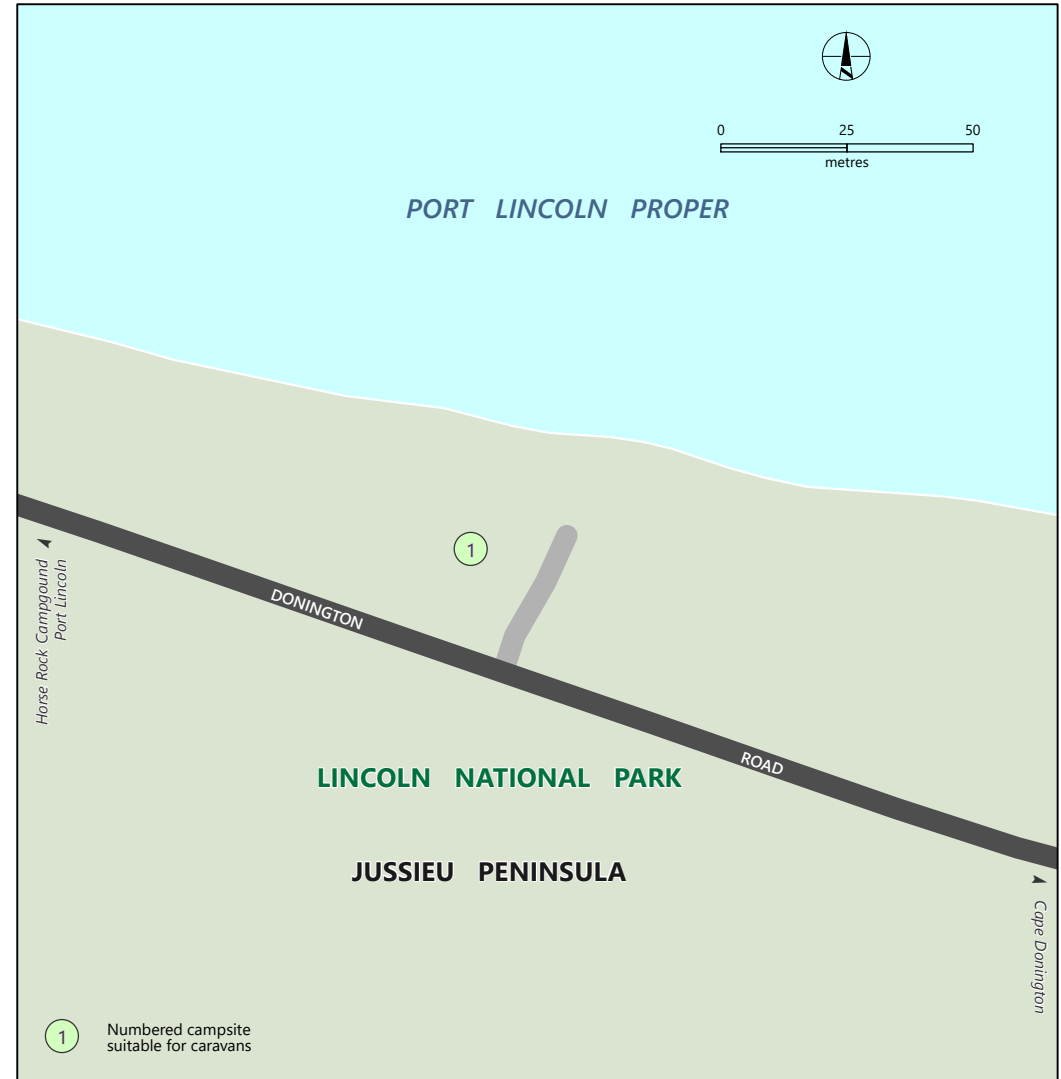 N
0 25 50
metres
PORT LINCOLN PROPER
1
DONINGTON
Horse Rock Campgound
Port Lincoln
ROAD
LINCOLN NATIONAL PARK
JUSSIEU PENINSULA
Cape Donington
1
Numbered campsite
suitable for caravans